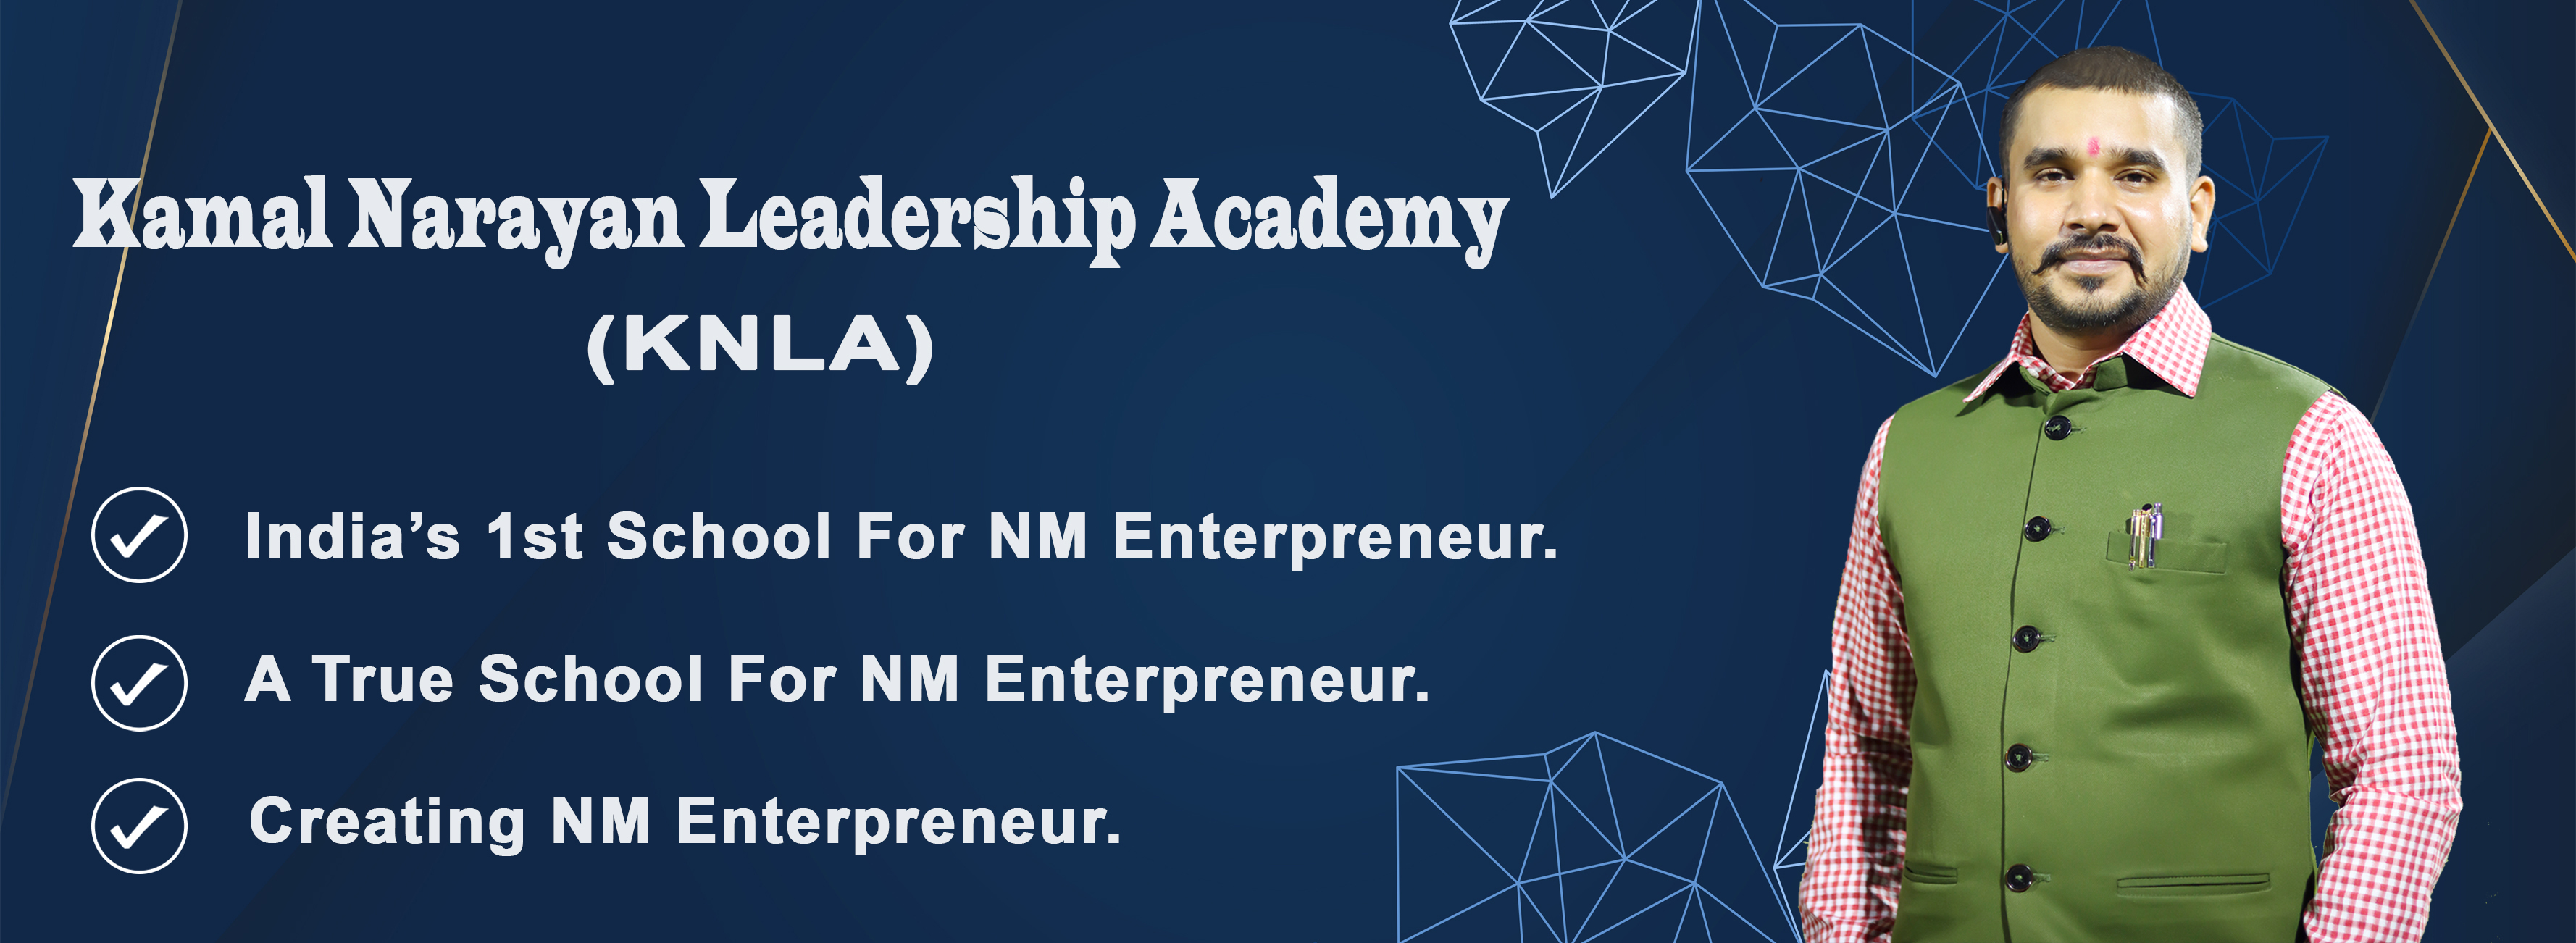 Kamal Narayan Leadership Academy
(KNLA)
India’s 1st School For NM Enterpreneur.
A True School For NM Enterpreneur.
Creating NM Enterpreneur.